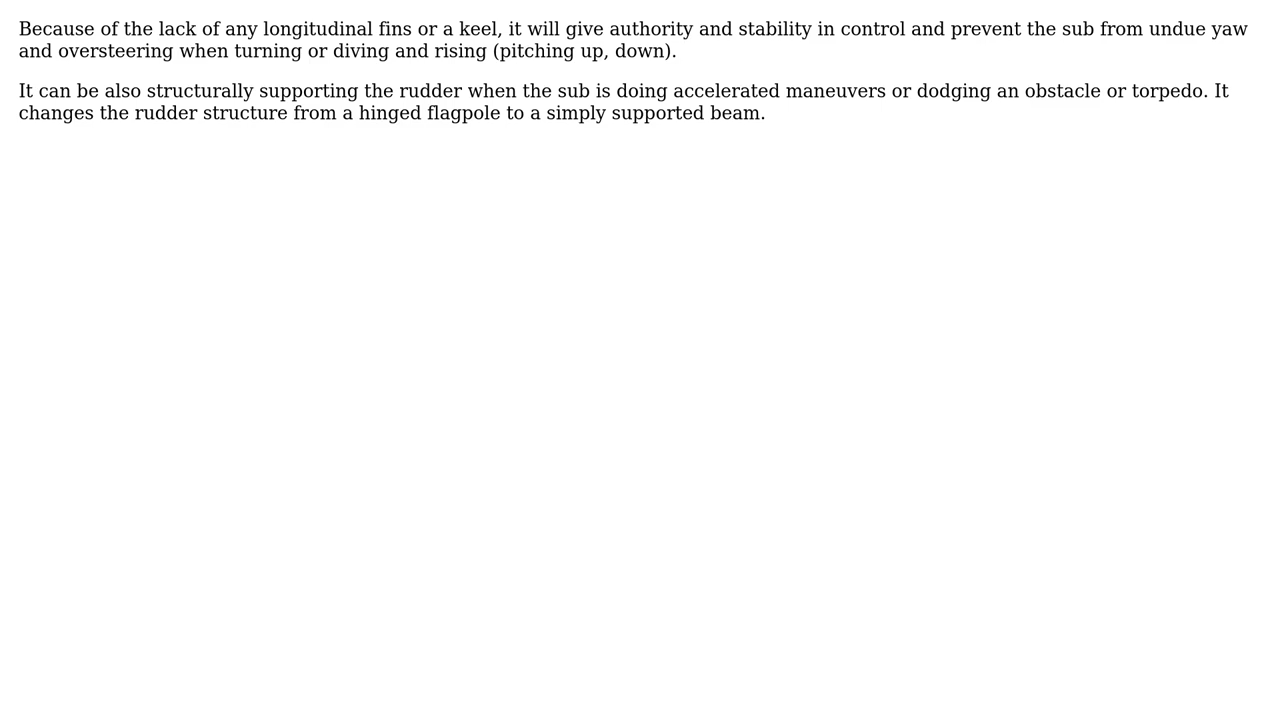 Because of the lack of any longitudinal fins or a keel, it will give authority and stability in control and prevent the sub from undue yaw
and oversteering when turning or diving and rising (pitching up, down).
It can be also structurally supporting the rudder when the sub is doing accelerated maneuvers or dodging an obstacle or torpedo. It
changes the rudder structure from a hinged flagpole to a simply supported beam.